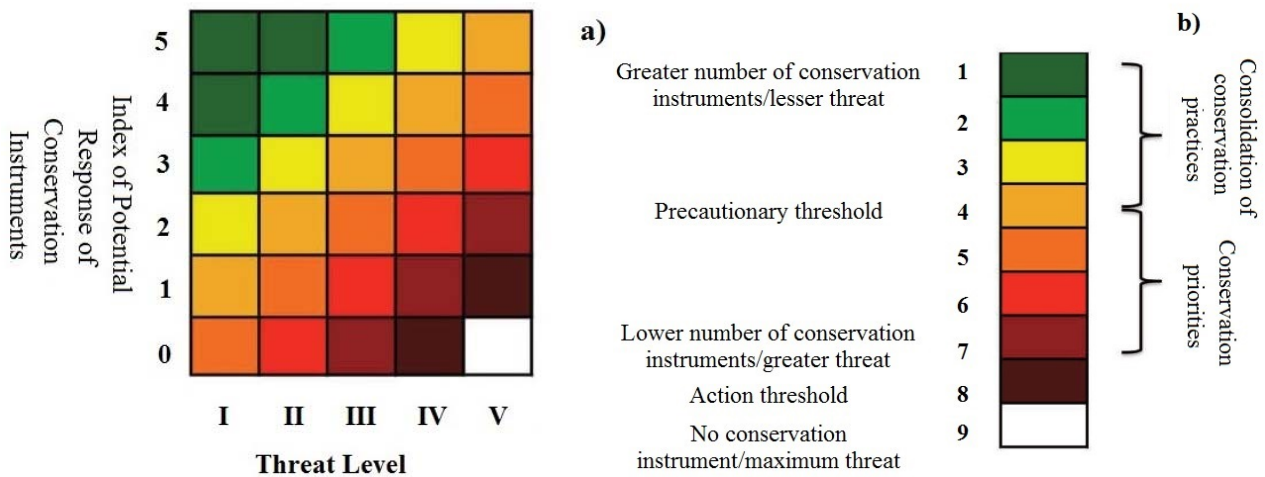 5
4
3
2
1
0
Index of Potential
Response of
Conservation
Instruments
I II III IV V
Threat Level
a)
Greater number of conservation
instruments/lesser threat
Precautionary threshold
Lower number of conservation
instruments/greater threat
Action threshold
No conservation
instrument/maximum threat
1
2
3
4
5
6
7
8
9
b)
Consolidation of
conservation
practices
Conservation
priorities